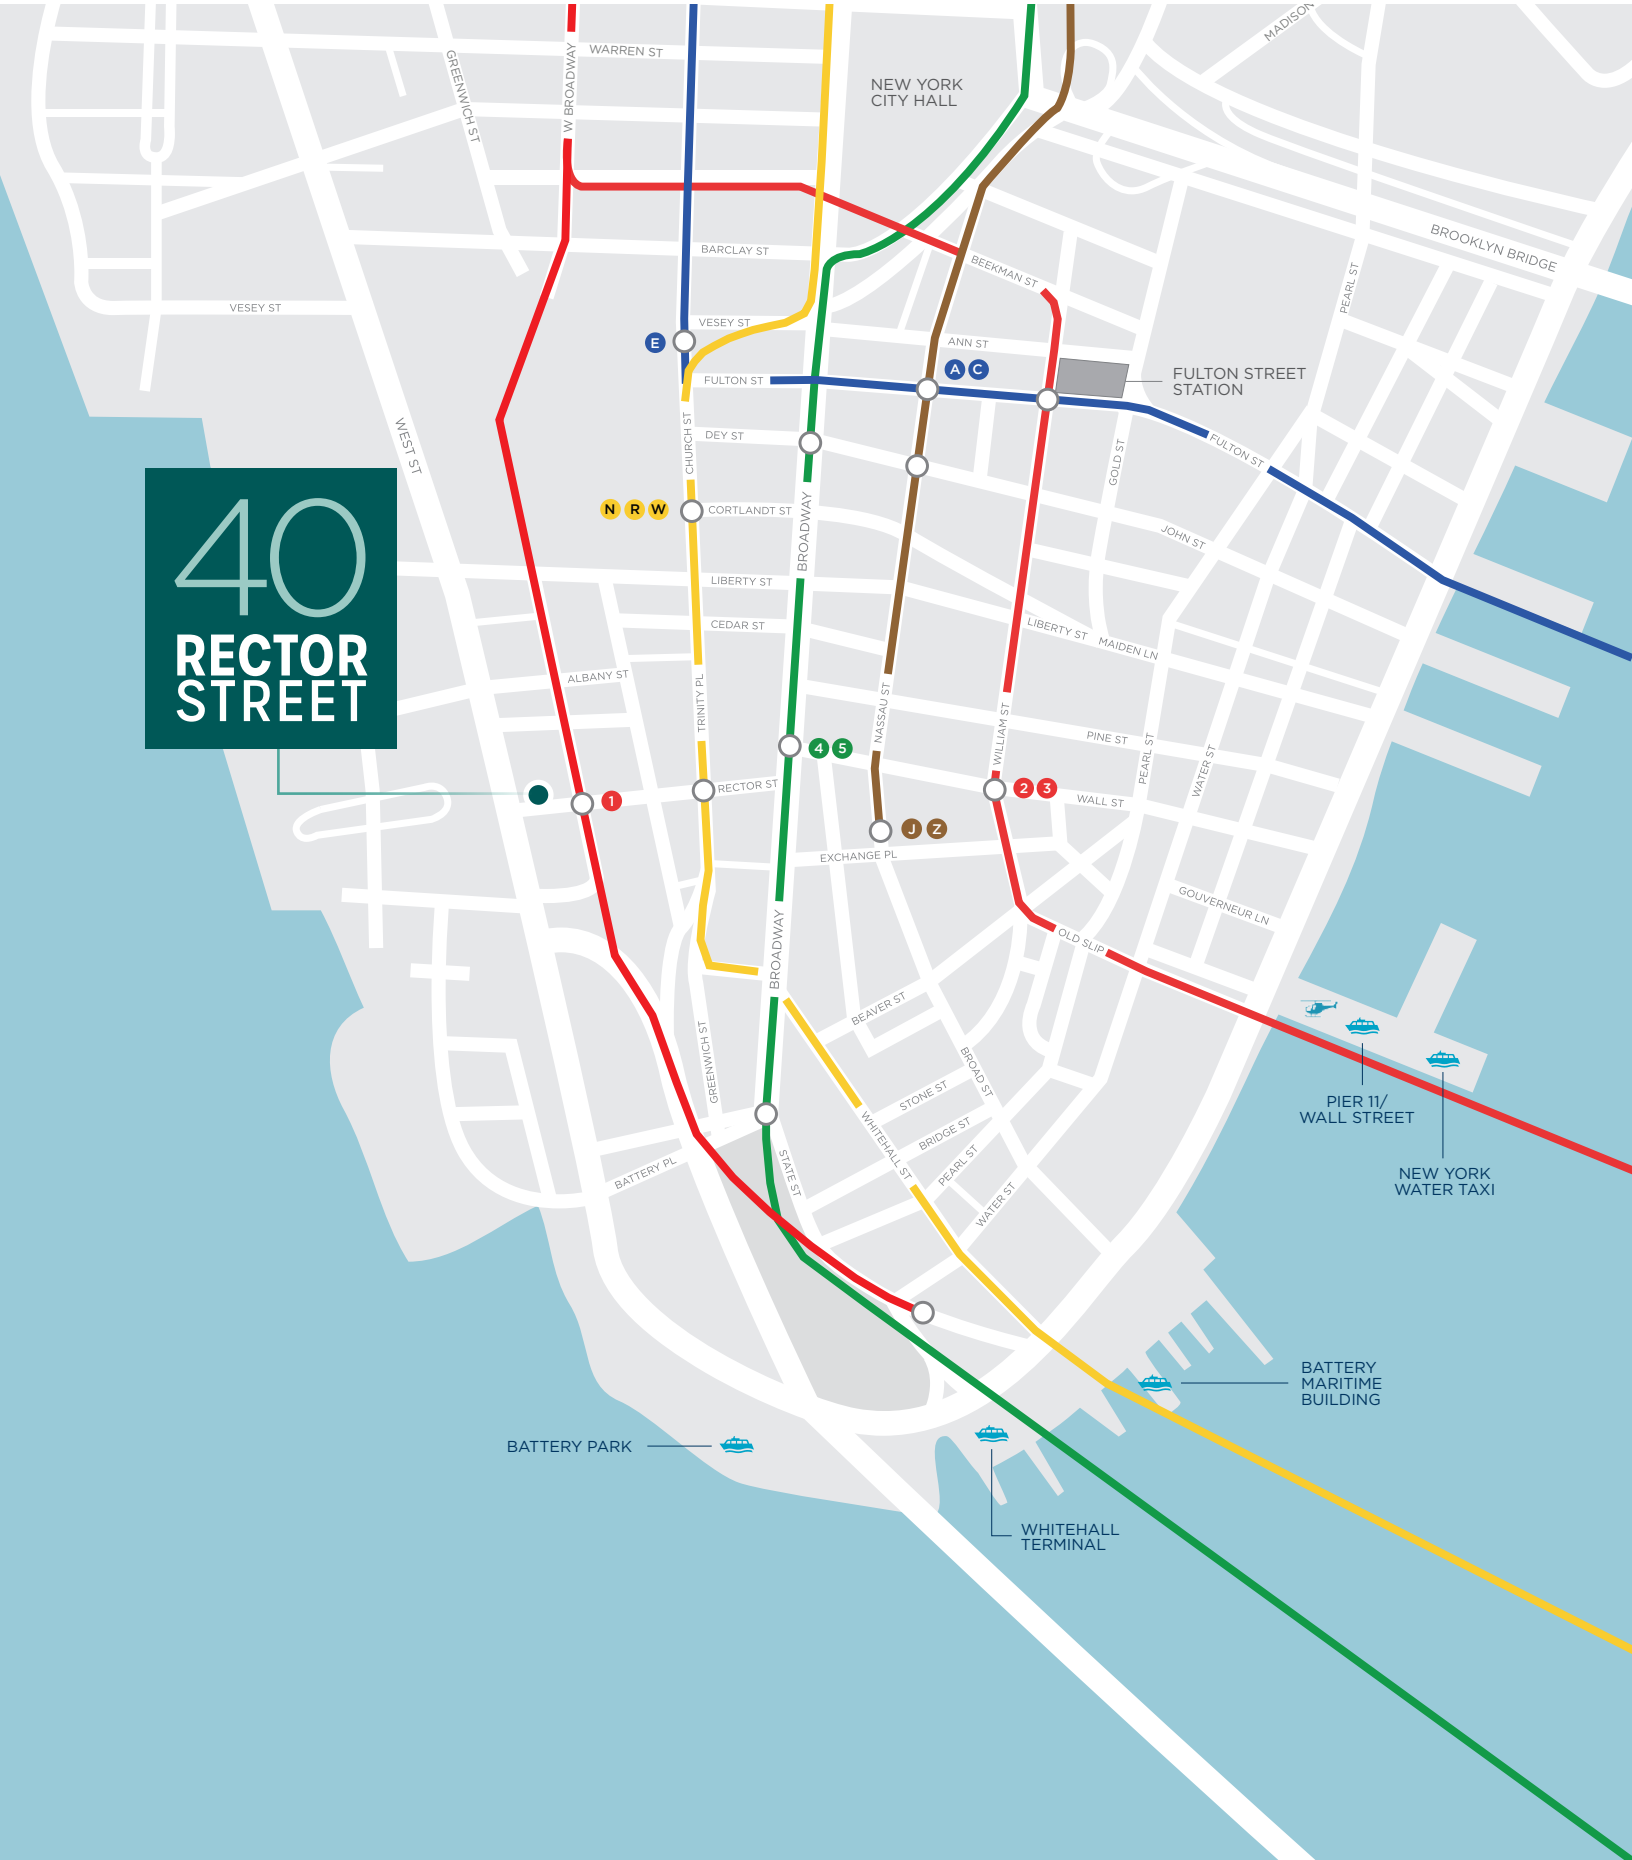 MADISON
WARREN ST
GREENWICH ST
W BROADWAY
NEW YORK
CITY HALL
BROOKLYN BRIDGE
BARCLAY ST
BEEKMAN ST
PEARL ST
VESEY ST
VESEY ST
E
ANN ST
A C
FULTON STREET
STATION
FULTON ST
FULTON ST
DEY ST
CHURCH ST
WEST ST
GOLD ST
40
RECTOR
STREET
N R W
CORTLANDT ST
BROADWAY
JOHN ST
LIBERTY ST
CEDAR ST
LIBERTY ST
MAIDEN LN
ALBANY ST
TRINITY PL
NASSAU ST
WILLIAM ST
PINE ST
PEARL ST
WATER ST
4 5
RECTOR ST
1
2 3
WALL ST
J Z
EXCHANGE PL
GOUVERNEUR LN
OLD SLIP
BROADWAY
BEAVER ST
GREENWICH ST
BROAD ST
STONE ST
BRIDGE ST
WHITEHALL ST
PEARL ST
WATER ST
STATE ST
BATTERY PL
PIER 11/
WALL STREET
NEW YORK
WATER TAXI
BATTERY
MARITIME
BUILDING
BATTERY PARK
WHITEHALL
TERMINAL